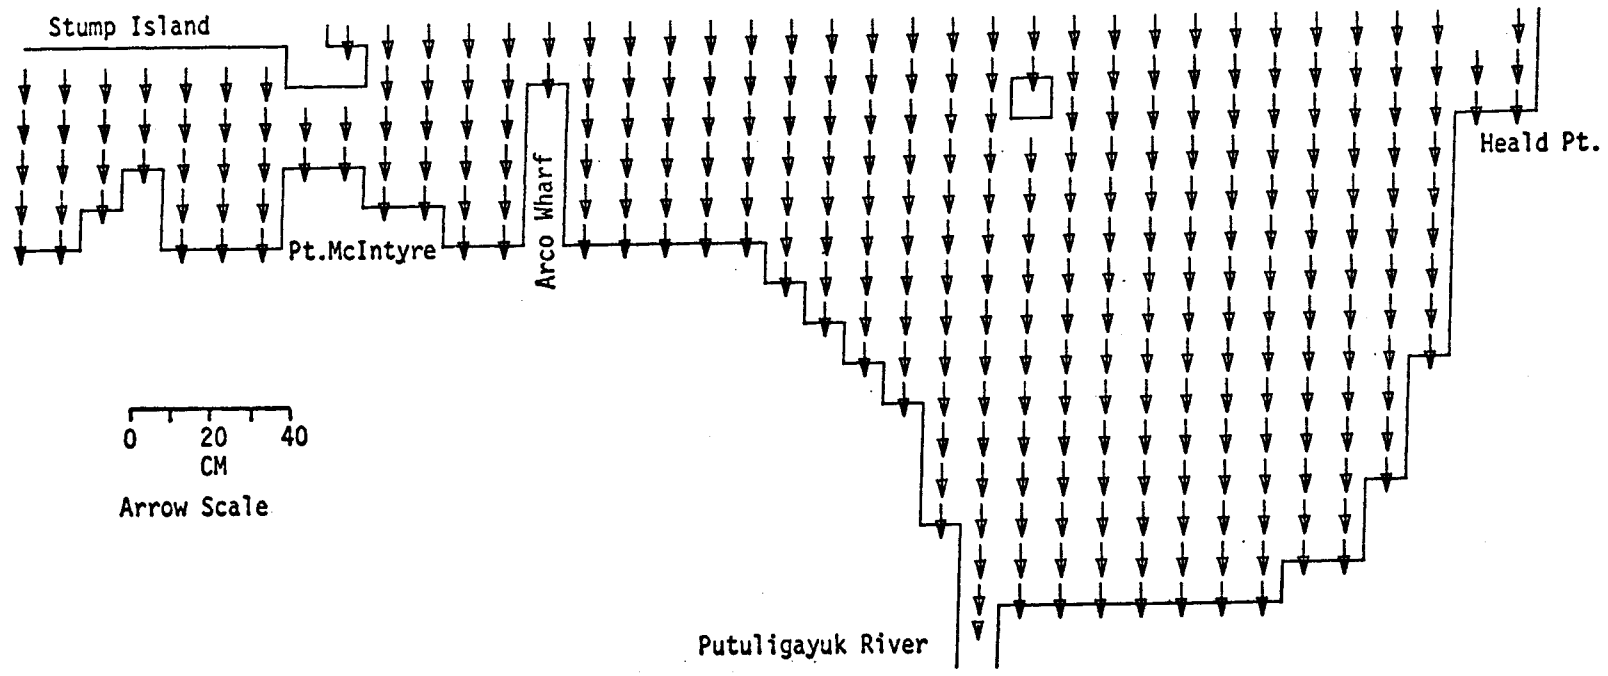 Stump Island
Heald Pt.
Arco Wharf
Pt.McIntyre
0 20 40
CM
Arrow Scale
Putuligayuk River